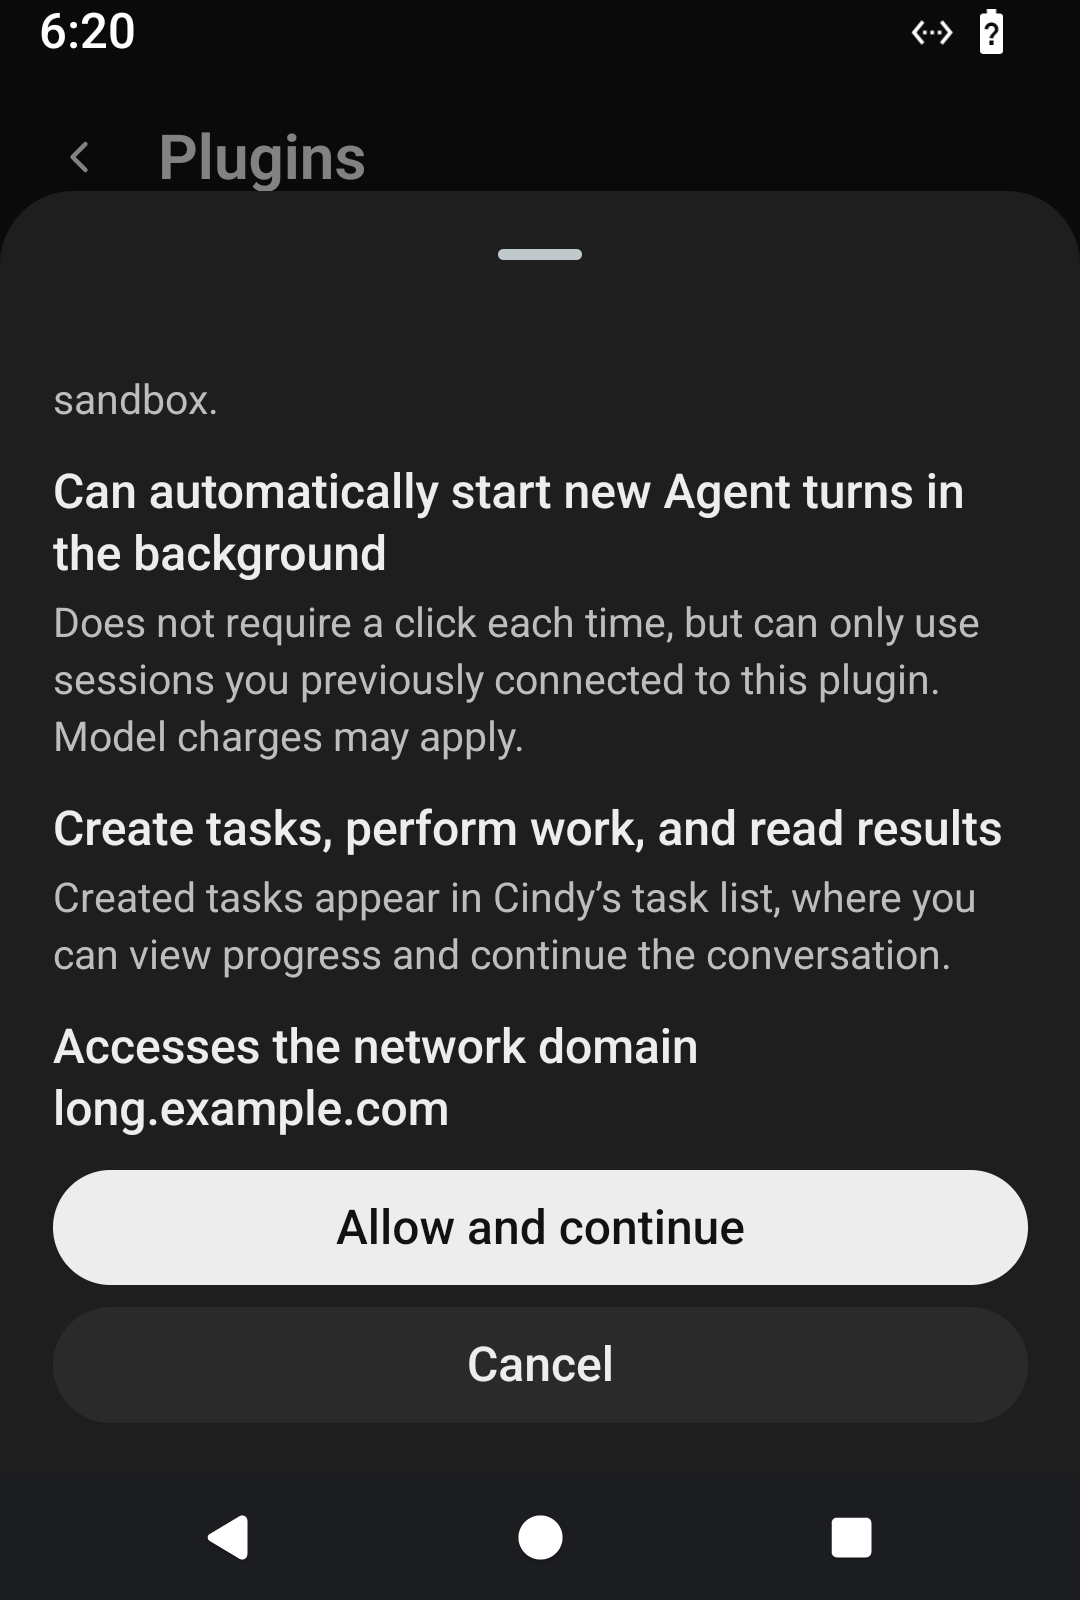 6:20
Plugins
sandbox.
Can automatically start new Agent turns in
the background
Does not require a click each time, but can only use
sessions you previously connected to this plugin.
Model charges may apply.
Create tasks, perform work, and read results
Created tasks appear in Cindy’s task list, where you
can view progress and continue the conversation.
Accesses the network domain
long.example.com
Allow and continue
Cancel